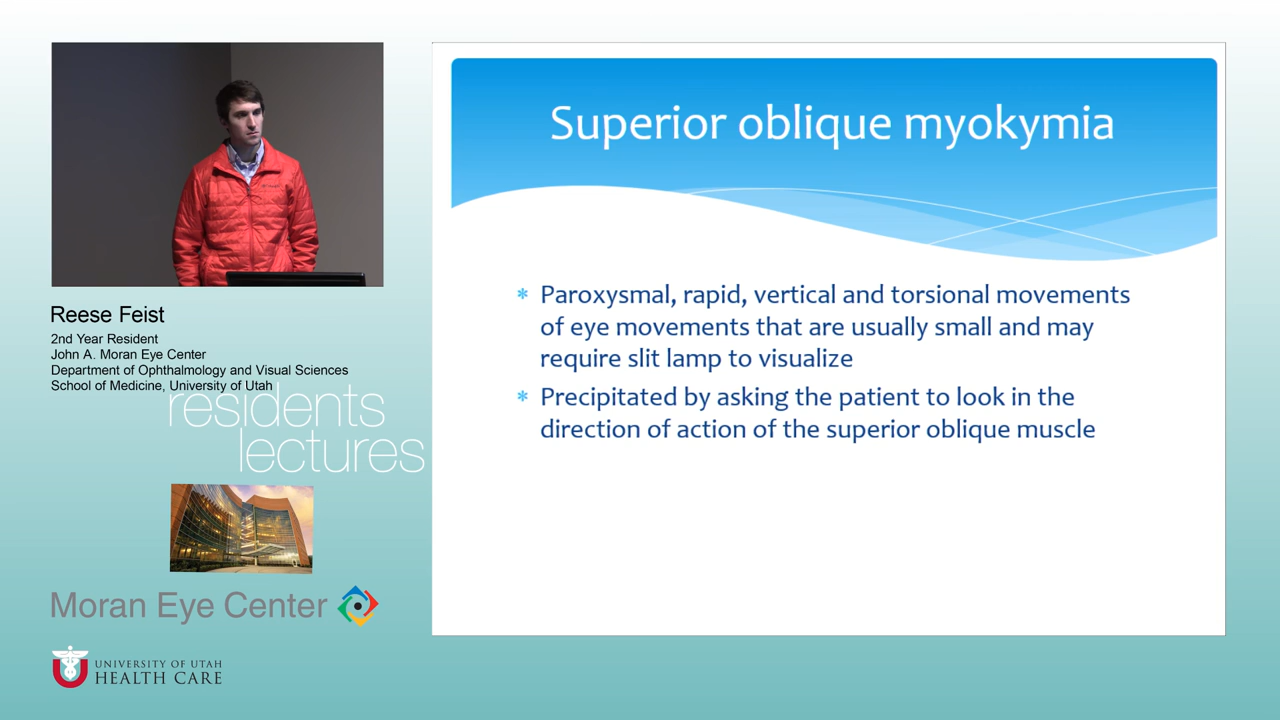 Superior oblique myokymia
* Paroxysmal, rapid, vertical and torsional movements
of eye movements that are usually small and may
require slit lamp to visualize
* Precipitated by asking the patient to look in the
direction of action of the superior oblique muscle
Reese Feist
2nd Year Resident
John A. Moran Eye Center
Department of Ophthalmology and Visual Sciences
School of Medicine, University of Utah
residents
lectures
Moran Eye Center
UNIVERSITY OF UTAH
HEALTH CARE